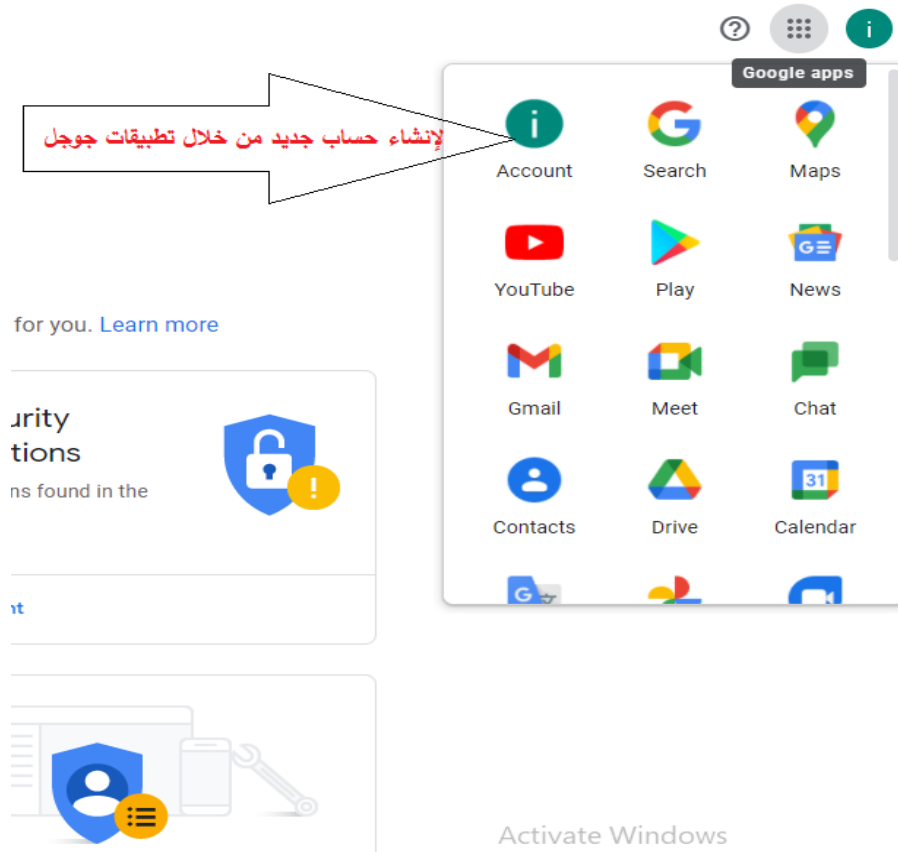 i
Google apps
لإنشاء حساب جديد من خلال تطبيقات جوجل
i
Account
Search
Maps
YouTube
Play
News
for you. Learn more
Gmail
Meet
Chat
urity
tions
ns found in the
31
Contacts
Drive
Calendar
nt
Activate Windows